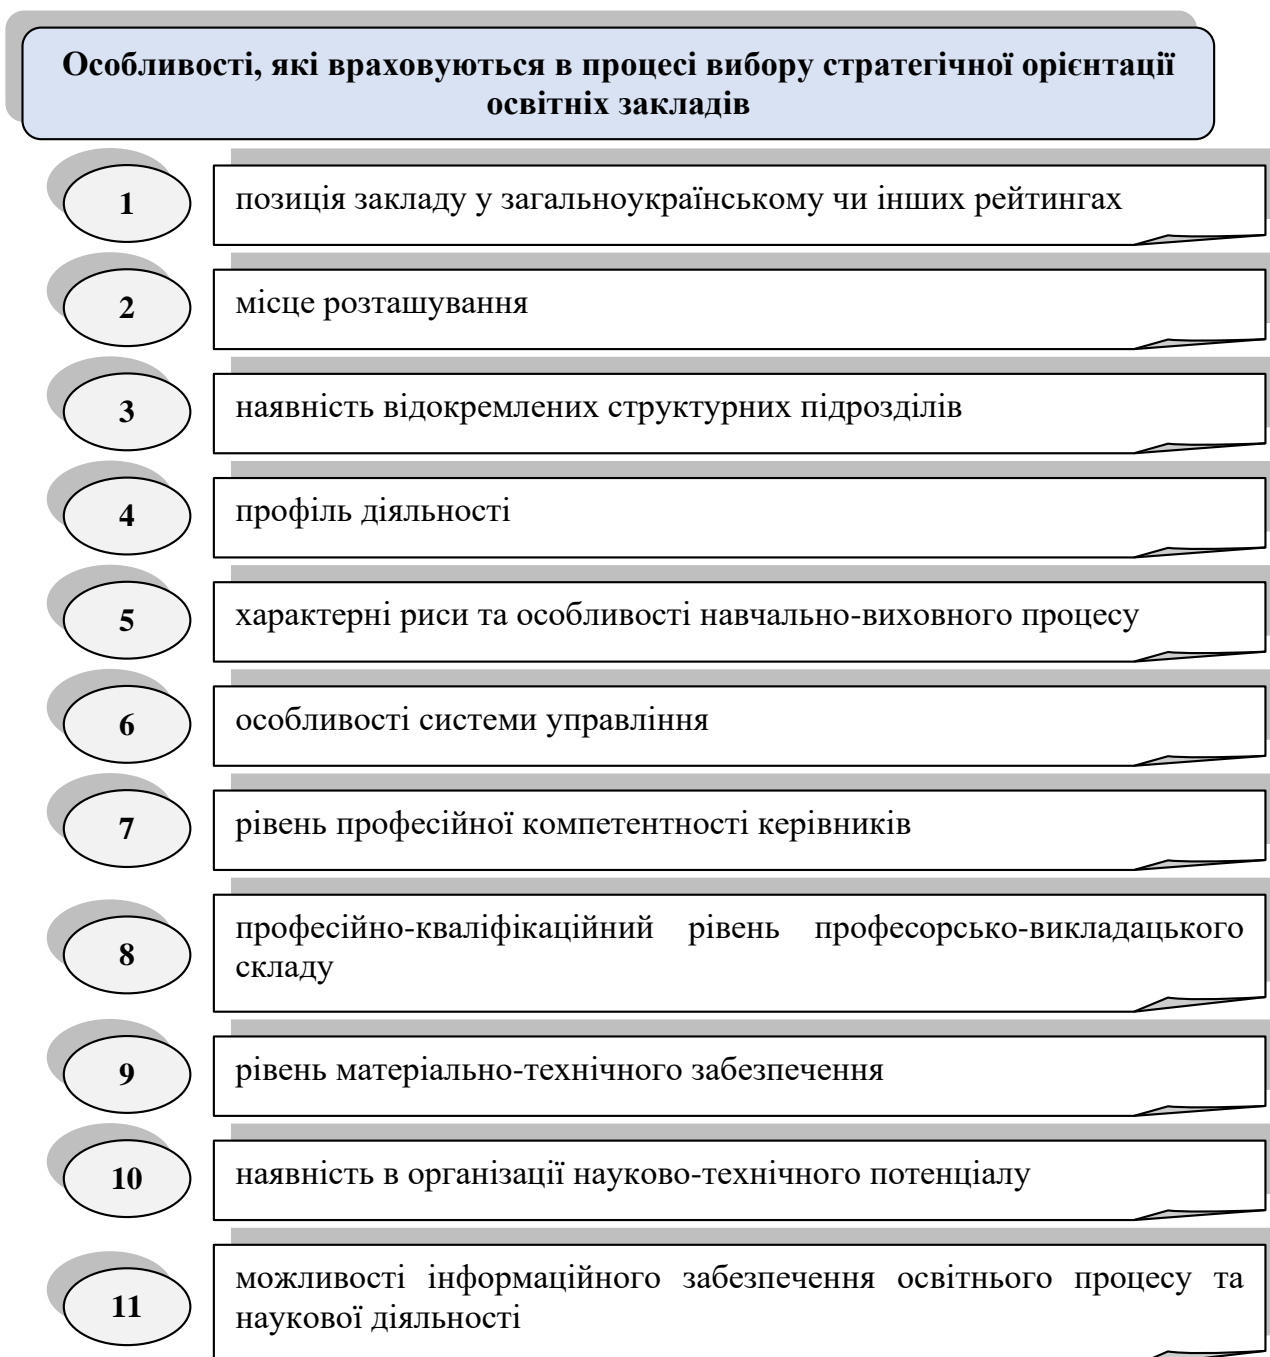 Особливості, які враховуються в процесі вибору стратегічної орієнтації
освітніх закладів
1
позиція закладу у загальноукраїнському чи інших рейтингах
2
місце розташування
3
наявність відокремлених структурних підрозділів
4
профіль діяльності
5
характерні риси та особливості навчально-виховного процесу
6
особливості системи управління
7
рівень професійної компетентності керівників
8
професійно-кваліфікаційний рівень професорсько-викладацького
складу
9
рівень матеріально-технічного забезпечення
10
наявність в організації науково-технічного потенціалу
11
можливості інформаційного забезпечення освітнього процесу та
наукової діяльності